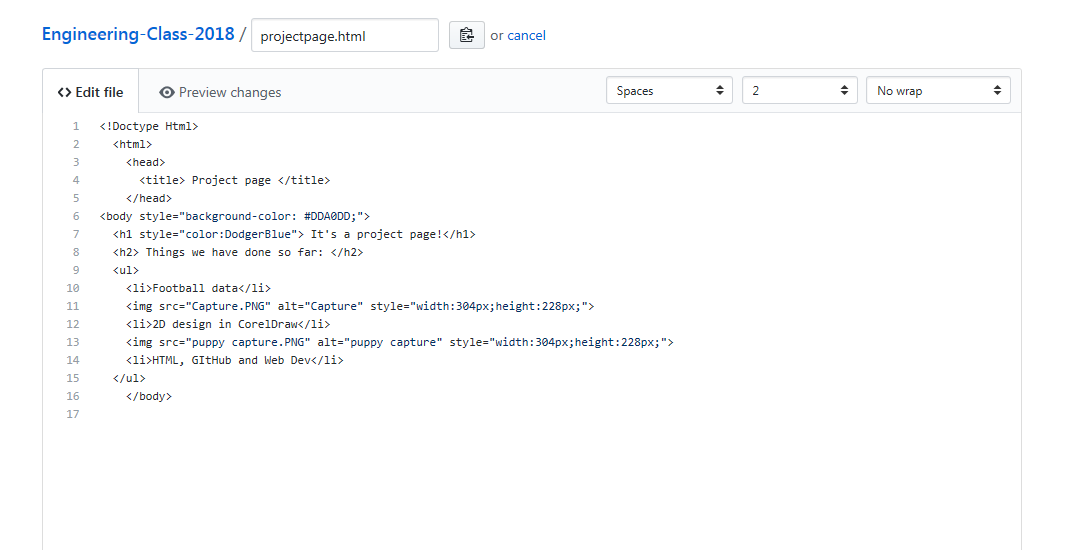 Engineering-Class-2018 / projectpage.html or cancel
<> Edit file Preview changes Spaces 2 No wrap
1 <!Doctype Html>
2 <html>
3 <head>
4 <title> Project page </title>
5 </head>
6 <body style="background-color: #DDA0DD;">
7 <h1 style="color:DodgerBlue"> It's a project page!</h1>
8 <h2> Things we have done so far: </h2>
9 <ul>
10 <li>Football data</li>
11 <img src="Capture.PNG" alt="Capture" style="width:304px;height:228px;">
12 <li>2D design in CorelDraw</li>
13 <img src="puppy capture.PNG" alt="puppy capture" style="width:304px;height:228px;">
14 <li>HTML, GItHub and Web Dev</li>
15 </ul>
16 </body>
17